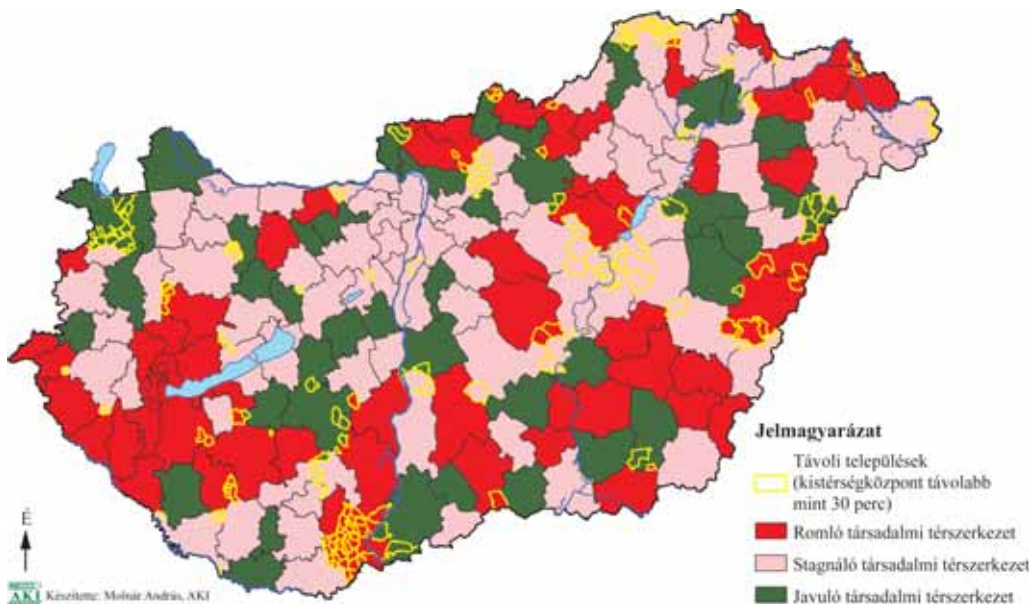 Jelmagyarázat
Távoli települések
(kistérségközpont távolabb
mint 30 perc)
Romló társadalmi térszerkezet
Stagnáló társadalmi térszerkezet
Javuló társadalmi térszerkezet
É
AKI
Készítette: Molnár András, AKI